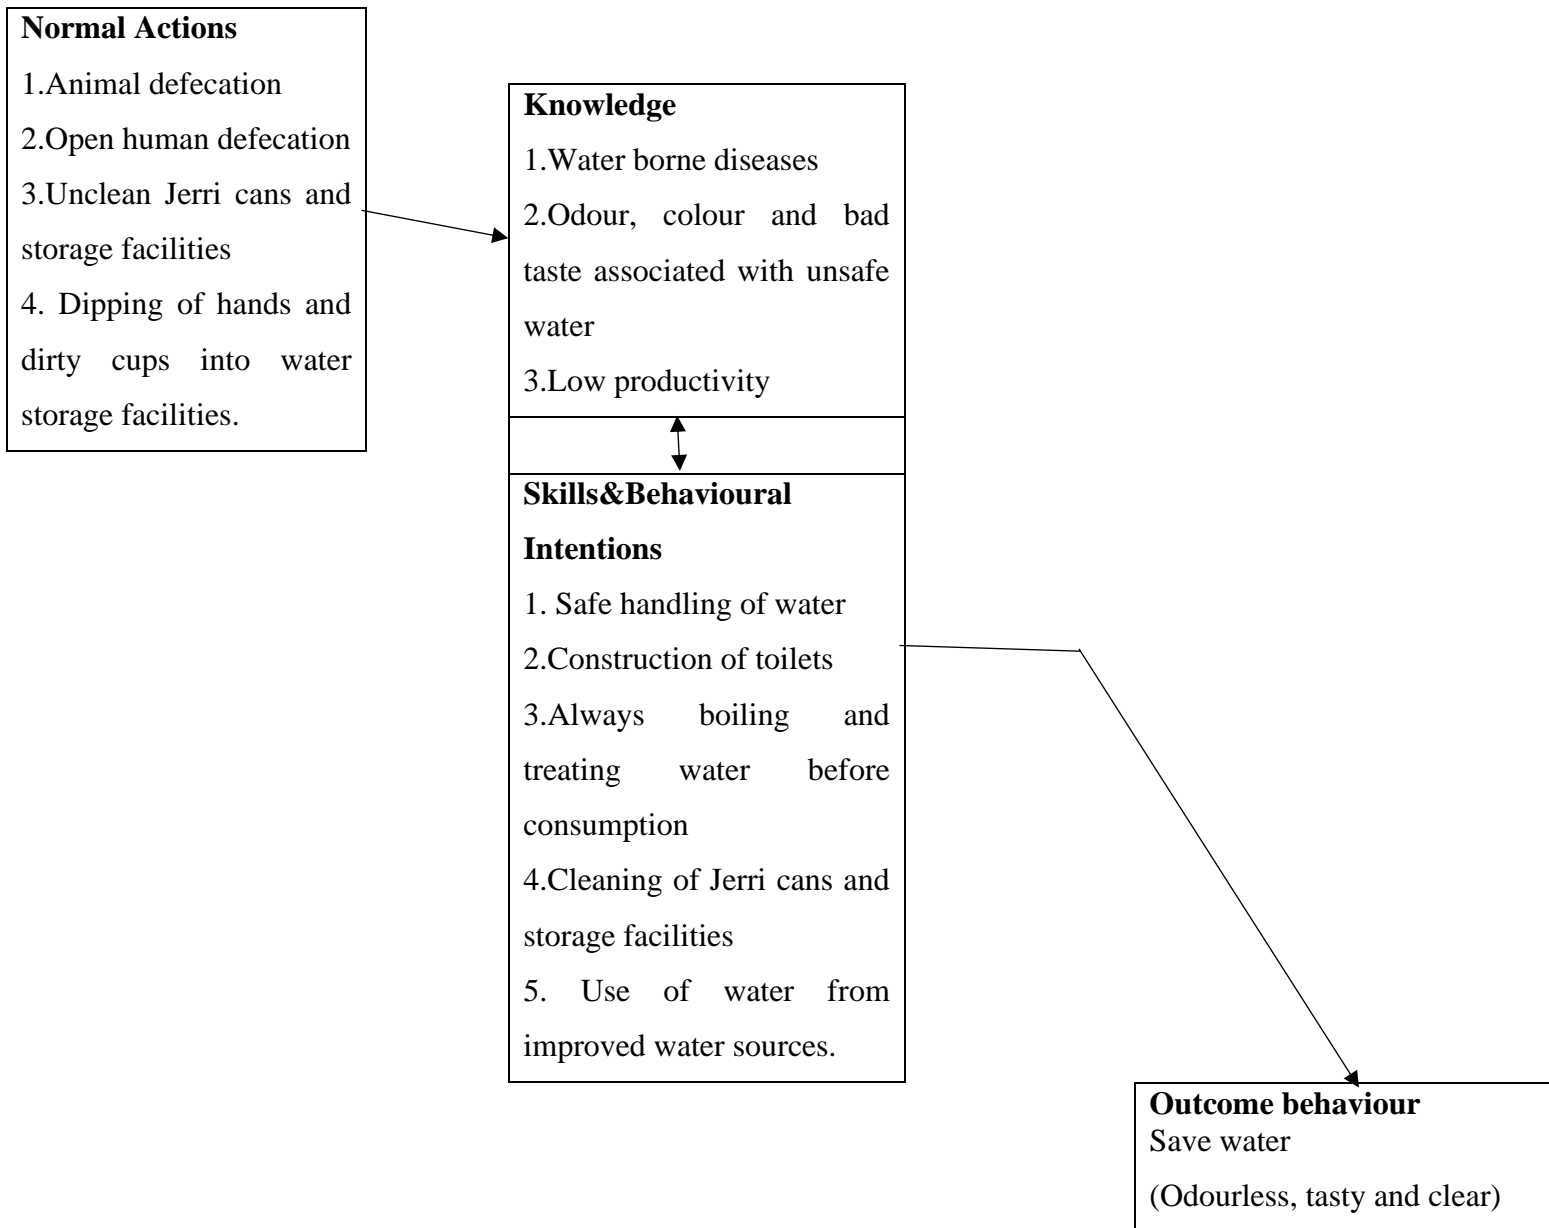 Normal Actions
1.Animal defecation
2.Open human defecation
3.Unclean Jerri cans and
storage facilities
4. Dipping of hands and
dirty cups into water
storage facilities.
Knowledge
1.Water borne diseases
2.Odour, colour and bad
taste associated with unsafe
water
3.Low productivity
Skills&Behavioural
Intentions
1. Safe handling of water
2.Construction of toilets
3.Always boiling and
treating water before
consumption
4.Cleaning of Jerri cans and
storage facilities
5. Use of water from
improved water sources.
Outcome behaviour
Save water
(Odourless, tasty and clear)